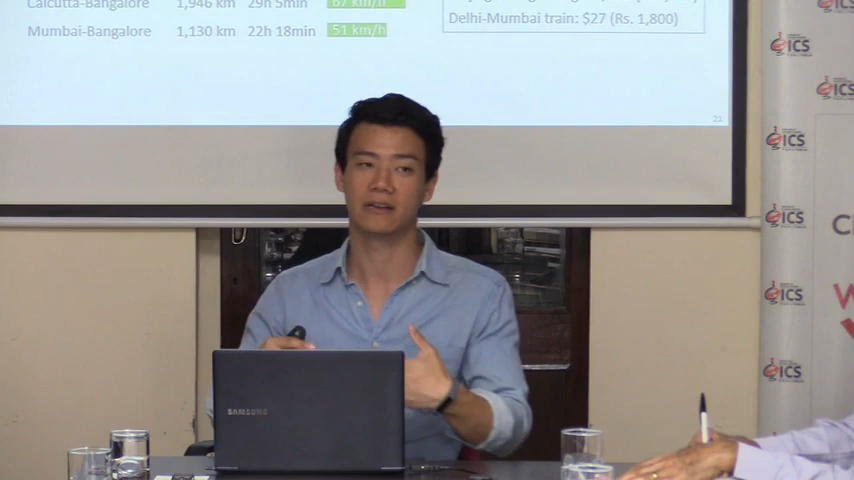 Calcutta-Bangalore 1,946 km 29h 5min 67 km/h
Mumbai-Bangalore 1,130 km 22h 18min 51 km/h
Delhi-Mumbai train: $27 (Rs. 1,800)
21
SAMSUNG
ICS
ICS
ICS
ICS
ICS
ICS
ICS